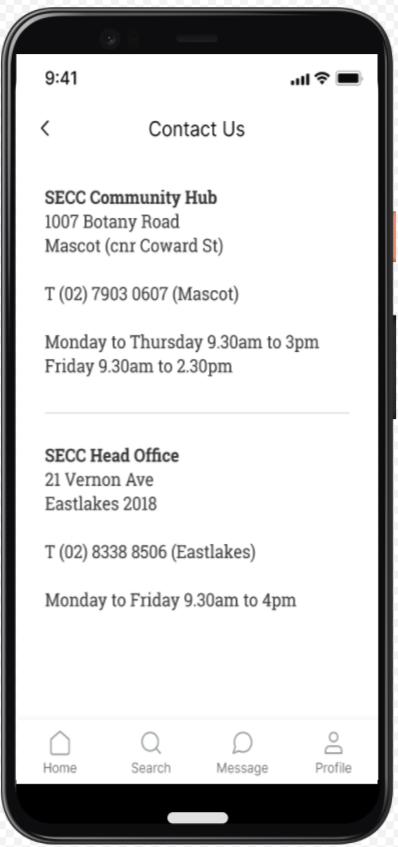 9:41
Contact Us
SECC Community Hub
1007 Botany Road
Mascot (cnr Coward St)
T (02) 7903 0607 (Mascot)
Monday to Thursday 9.30am to 3pm
Friday 9.30am to 2.30pm
SECC Head Office
21 Vernon Ave
Eastlakes 2018
T (02) 8338 8506 (Eastlakes)
Monday to Friday 9.30am to 4pm
Home Search Message Profile